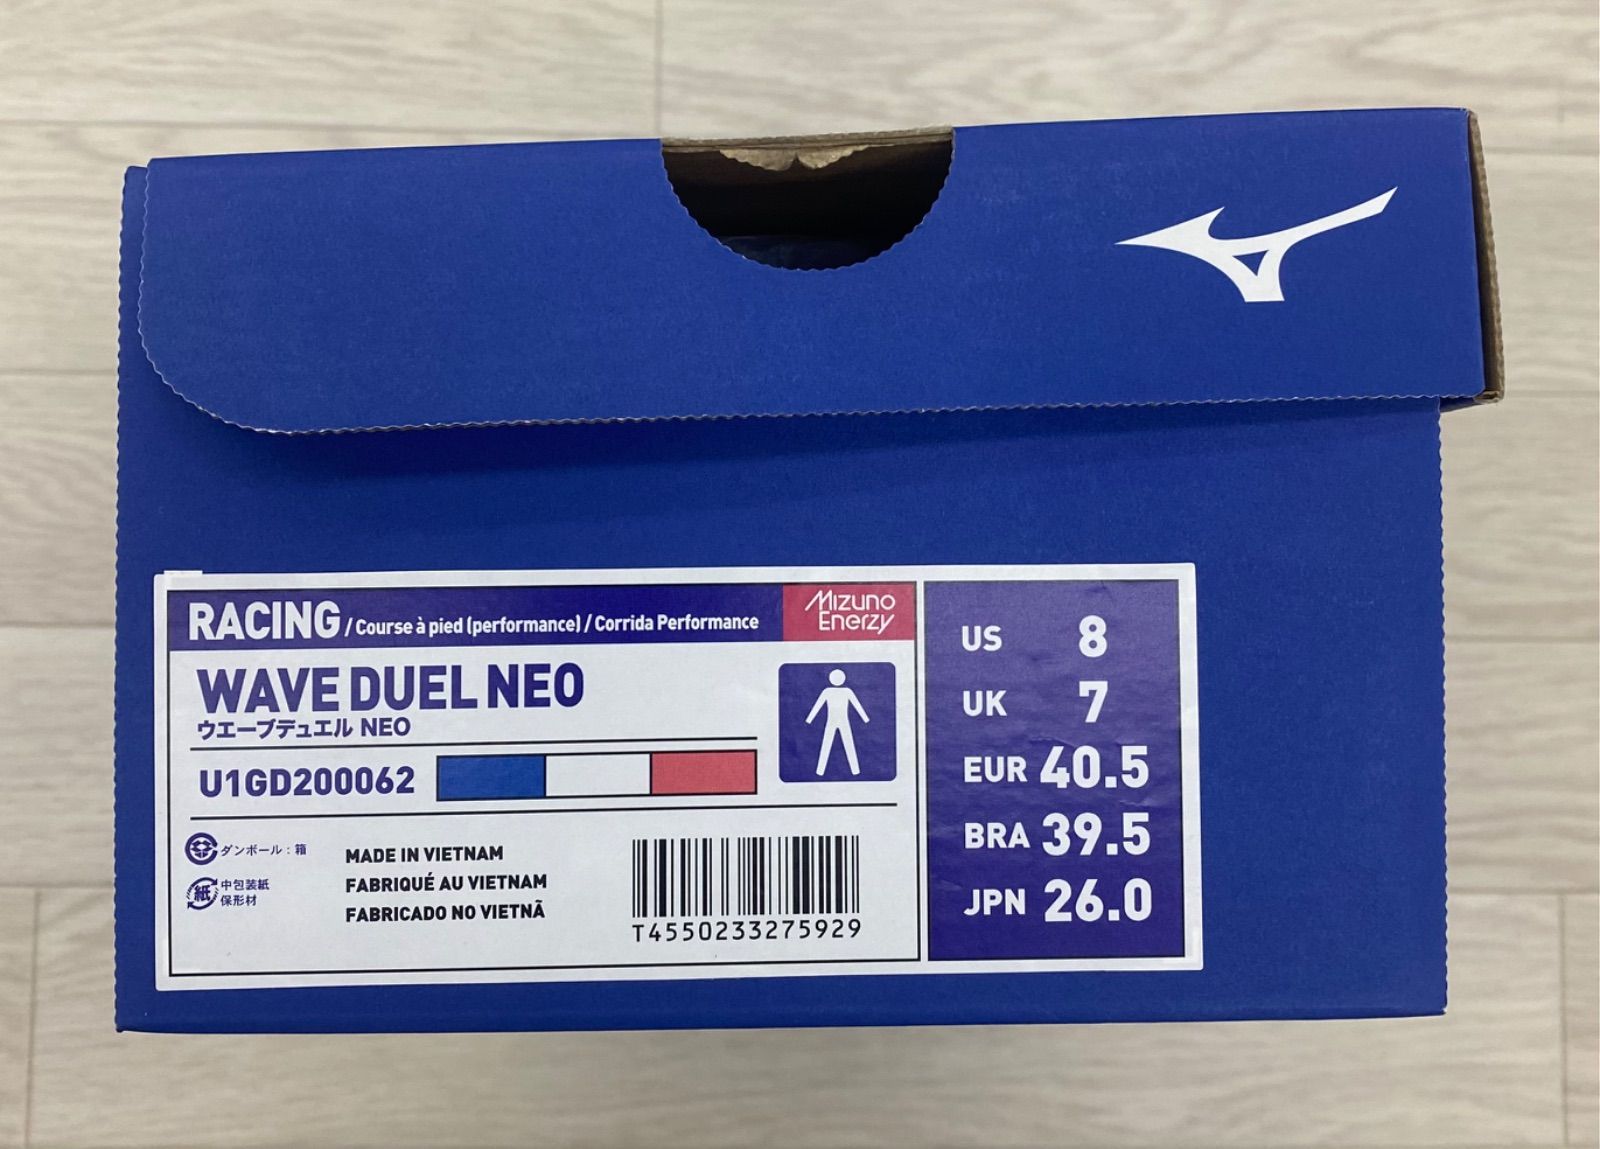 RACING / Course à pied (performance) / Corrida Performance
Mizuno
Enerzy
WAVE DUEL NEO
ウエーブデュエル NEO
U1GD200062
ダンボール : 箱
紙
中包装紙
保形材
MADE IN VIETNAM
FABRIQUÉ AU VIETNAM
FABRICADO NO VIETNÃ
T4550233275929
US 8
UK 7
EUR 40.5
BRA 39.5
JPN 26.0